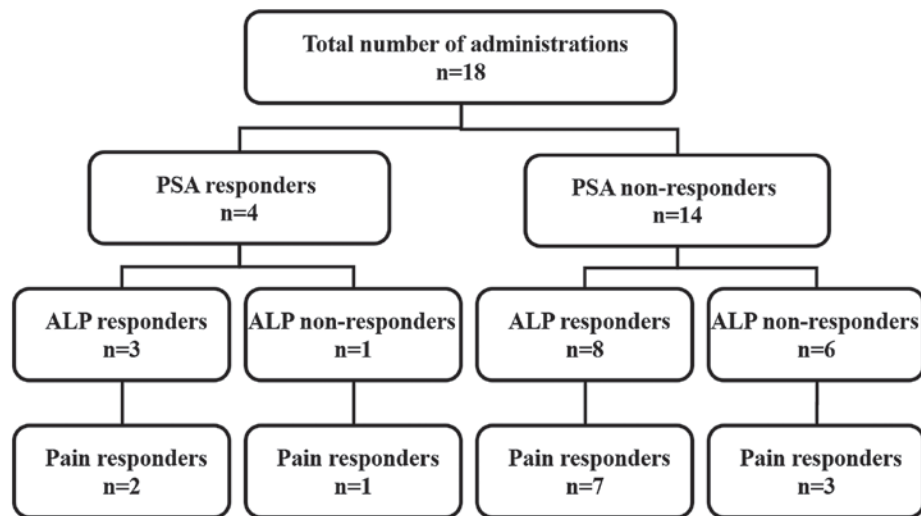 Total number of administrations
n=18
PSA responders
n=4
PSA non-responders
n=14
ALP responders
n=3
ALP non-responders
n=1
ALP responders
n=8
ALP non-responders
n=6
Pain responders
n=2
Pain responders
n=1
Pain responders
n=7
Pain responders
n=3